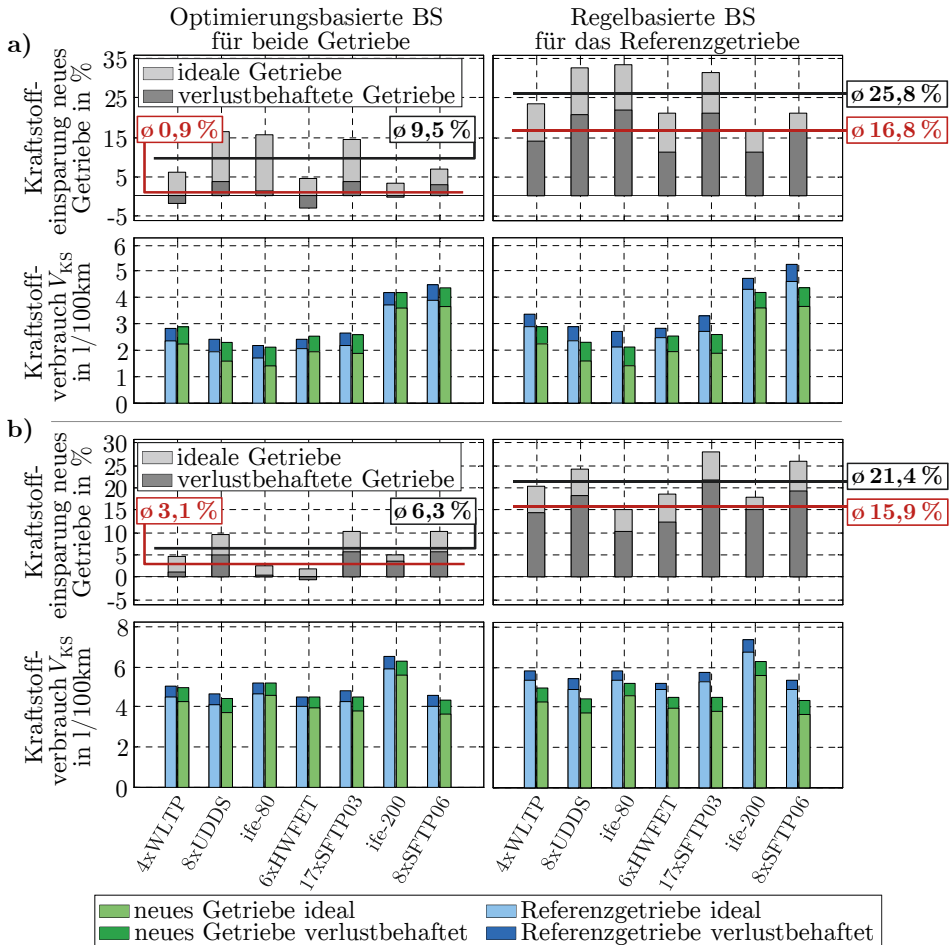 Optimierungsbasierte BS
für beide Getriebe
Regelbasierte BS
für das Referenzgetriebe
a)
Kraftstoff-
einsparung neues
Getriebe in %
35
25
15
5
-5
ideale Getriebe
verlustbehaftete Getriebe
ø 0,9 %
ø 9,5 %
ø 25,8 %
ø 16,8 %
Kraftstoff-
verbrauch VKS
in l/100km
6
5
4
3
2
1
0
b)
Kraftstoff-
einsparung neues
Getriebe in %
30
25
20
15
10
5
0
-5
ideale Getriebe
verlustbehaftete Getriebe
ø 3,1 %
ø 6,3 %
ø 21,4 %
ø 15,9 %
Kraftstoff-
verbrauch VKS
in l/100km
8
6
4
2
0
4xWLTP
8xUDDS
ife-80
6xHWFET
17xSFTP03
ife-200
8xSFTP06
4xWLTP
8xUDDS
ife-80
6xHWFET
17xSFTP03
ife-200
8xSFTP06
neues Getriebe ideal
neues Getriebe verlustbehaftet
Referenzgetriebe ideal
Referenzgetriebe verlustbehaftet